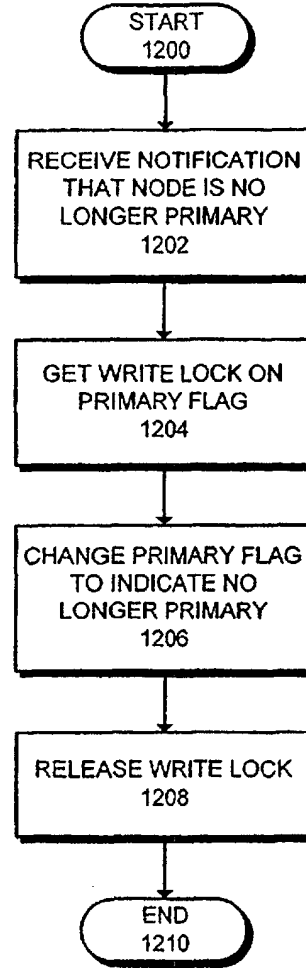 START
1200
RECEIVE NOTIFICATION
THAT NODE IS NO
LONGER PRIMARY
1202
GET WRITE LOCK ON
PRIMARY FLAG
1204
CHANGE PRIMARY FLAG
TO INDICATE NO
LONGER PRIMARY
1206
RELEASE WRITE LOCK
1208
END
1210